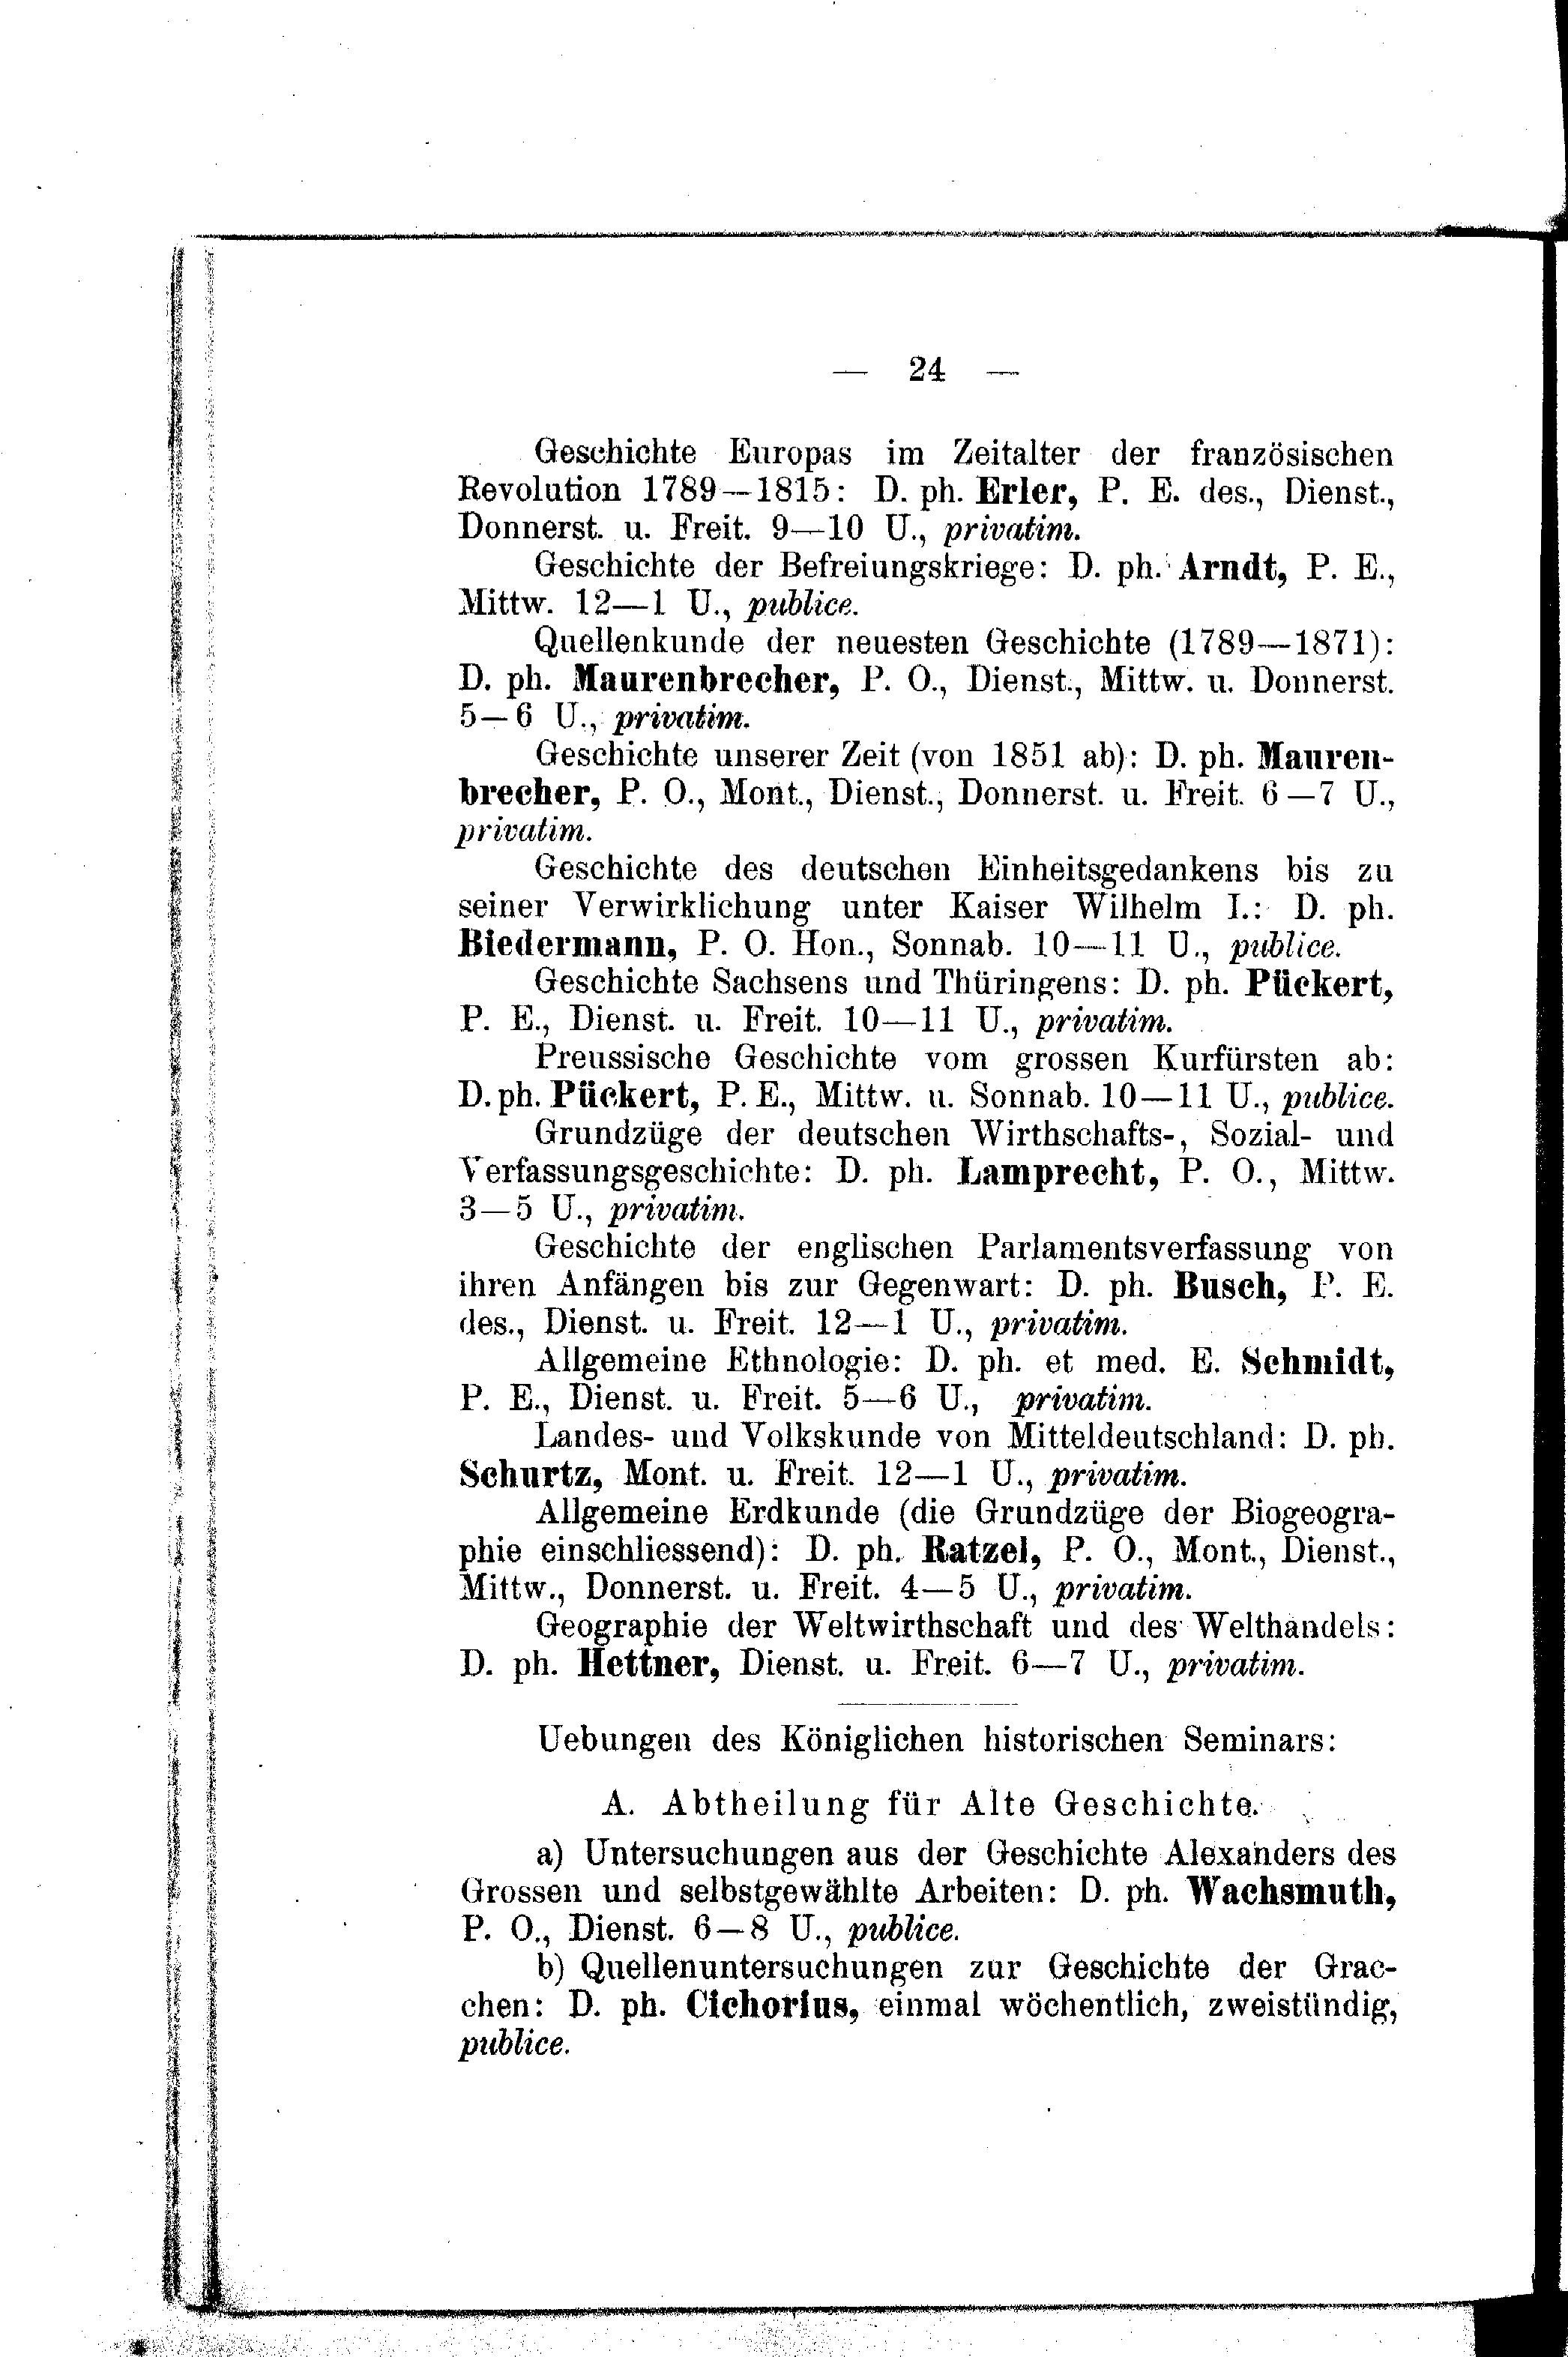 — 24 —
Geschichte Europas im Zeitalter der französischen
Revolution 1789—1815: D. ph. Erler, P. E. des., Dienst.,
Donnerst. u. Freit. 9—10 U., privatim.
Geschichte der Befreiungskriege: D. ph. Arndt, P. E.,
Mittw. 12—1 U., publice.
Quellenkunde der neuesten Geschichte (1789—1871):
D. ph. Maurenbrecher, P. O., Dienst., Mittw. u. Donnerst.
5—6 U., privatim.
Geschichte unserer Zeit (von 1851 ab): D. ph. Mauren-
brecher, P. O., Mont., Dienst., Donnerst. u. Freit. 6—7 U.,
privatim.
Geschichte des deutschen Einheitsgedankens bis zu
seiner Verwirklichung unter Kaiser Wilhelm I.: D. ph.
Biedermann, P. O. Hon., Sonnab. 10—11 U., publice.
Geschichte Sachsens und Thüringens: D. ph. Pückert,
P. E., Dienst. u. Freit. 10—11 U., privatim.
Preussische Geschichte vom grossen Kurfürsten ab:
D. ph. Pückert, P. E., Mittw. u. Sonnab. 10—11 U., publice.
Grundzüge der deutschen Wirthschafts-, Sozial- und
Verfassungsgeschichte: D. ph. Lamprecht, P. O., Mittw.
3—5 U., privatim.
Geschichte der englischen Parlamentsverfassung von
ihren Anfängen bis zur Gegenwart: D. ph. Busch, P. E.
des., Dienst. u. Freit. 12—1 U., privatim.
Allgemeine Ethnologie: D. ph. et med. E. Schmidt,
P. E., Dienst. u. Freit. 5—6 U., privatim.
Landes- und Volkskunde von Mitteldeutschland: D. ph.
Schurtz, Mont. u. Freit. 12—1 U., privatim.
Allgemeine Erdkunde (die Grundzüge der Biogeogra-
phie einschliessend): D. ph. Ratzel, P. O., Mont., Dienst.,
Mittw., Donnerst. u. Freit. 4—5 U., privatim.
Geographie der Weltwirthschaft und des Welthandels:
D. ph. Hettner, Dienst. u. Freit. 6—7 U., privatim.
Uebungen des Königlichen historischen Seminars:
A. Abtheilung für Alte Geschichte.
a) Untersuchungen aus der Geschichte Alexanders des
Grossen und selbstgewählte Arbeiten: D. ph. Wachsmuth,
P. O., Dienst. 6—8 U., publice.
b) Quellenuntersuchungen zur Geschichte der Grac-
chen: D. ph. Cichorius, einmal wöchentlich, zweistündig,
publice.